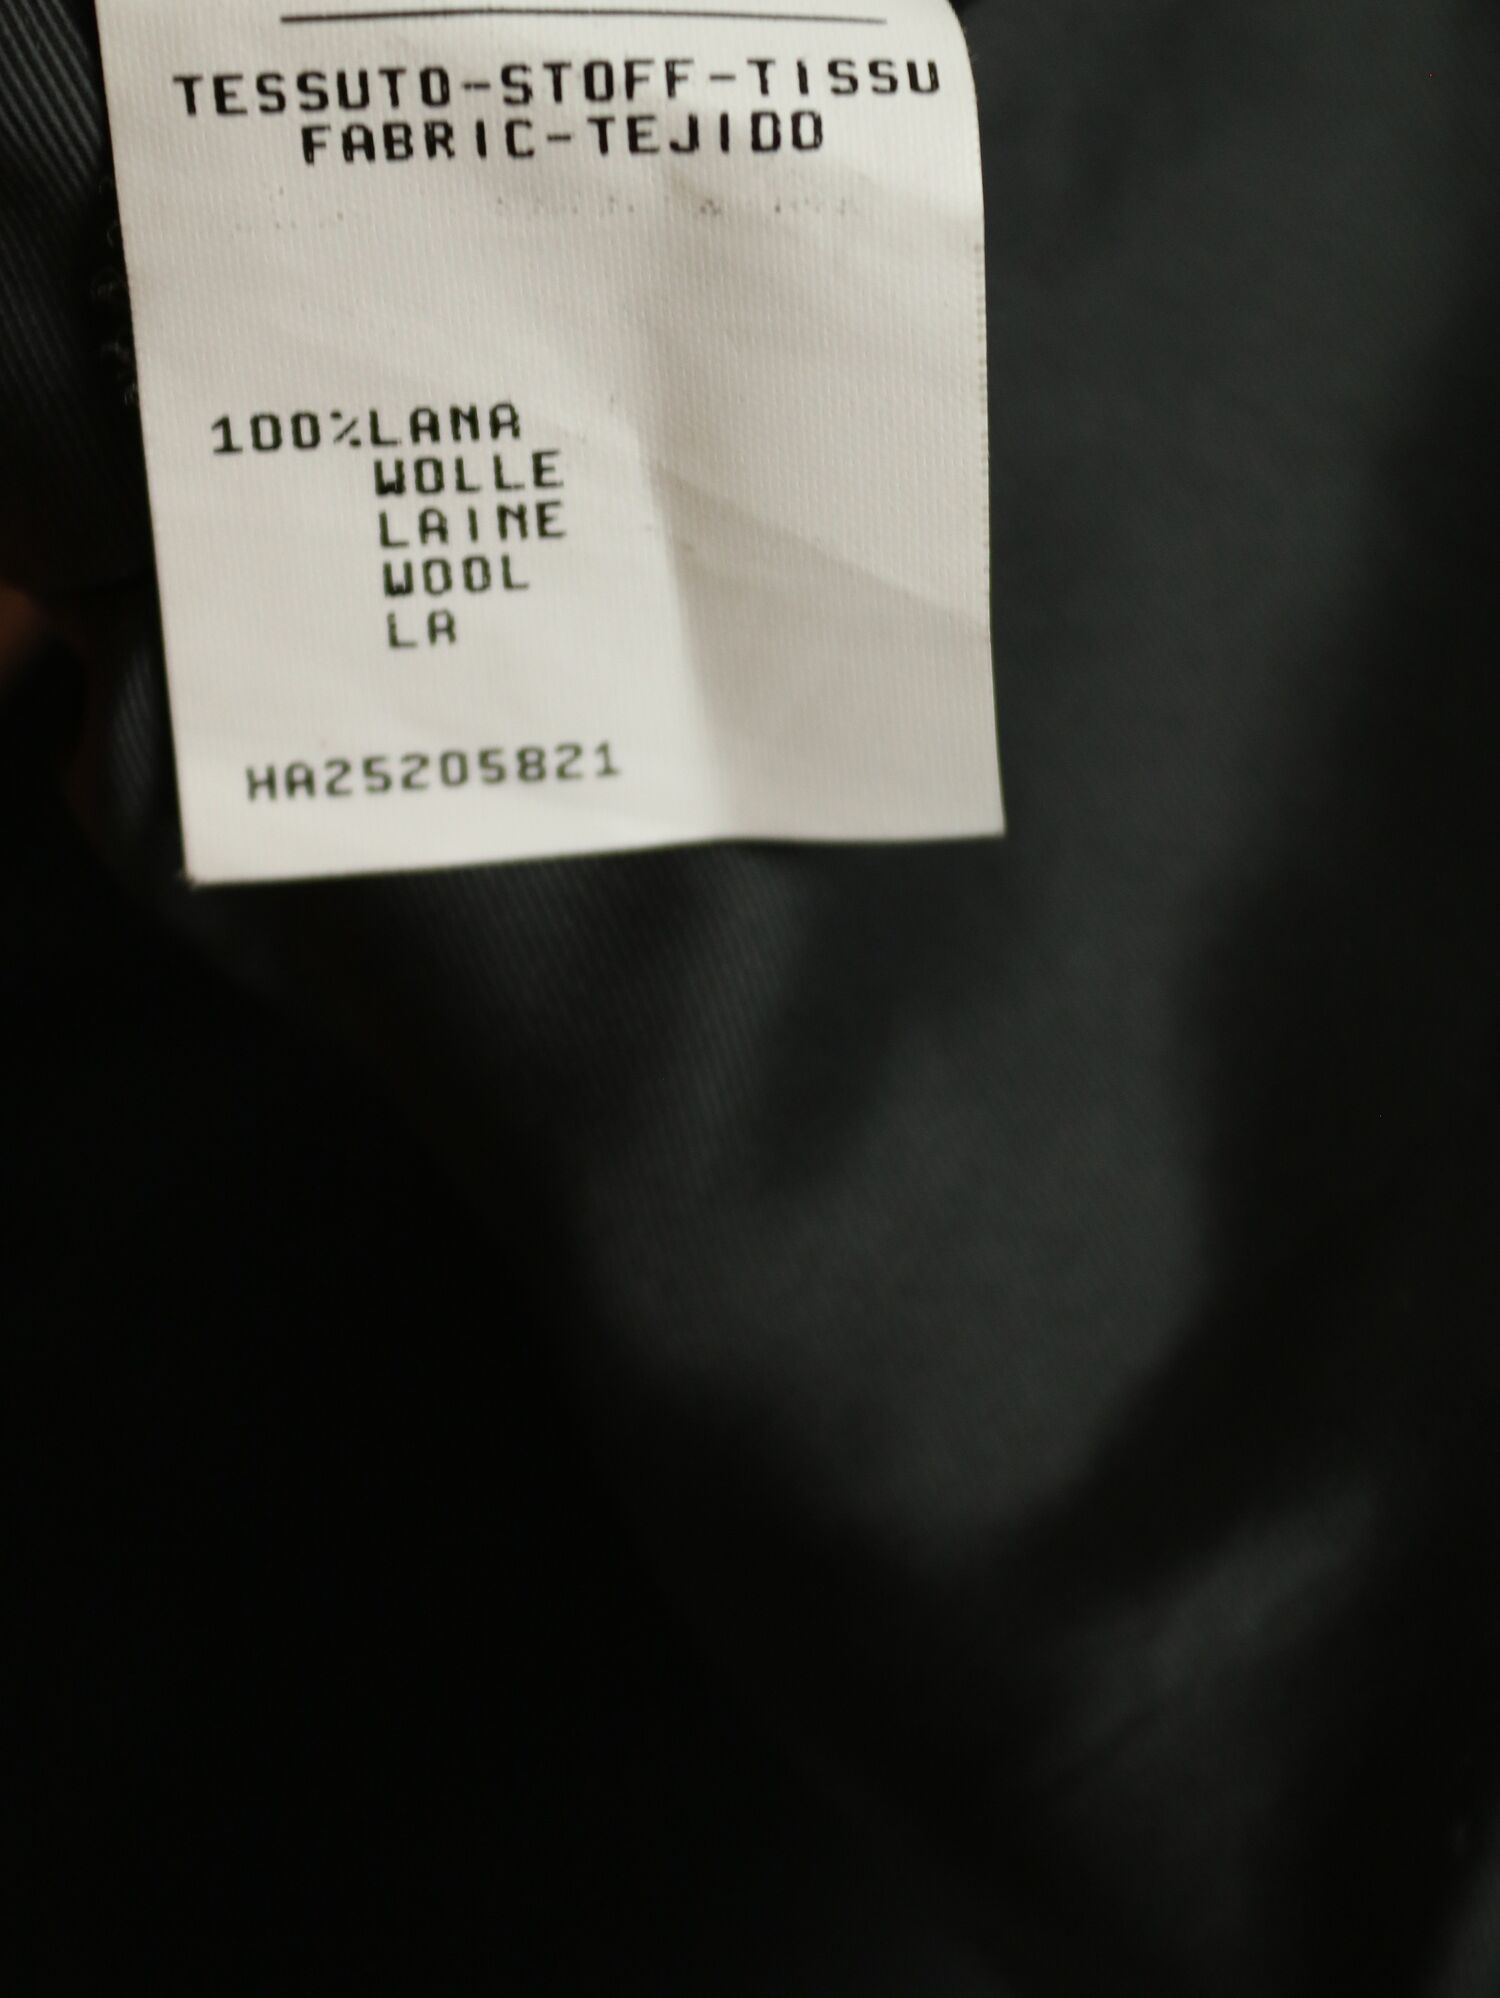 TESSUTO-STOFF-TISSU
FABRIC-TEJIDO
100%LANA
WOLLE
LAINE
WOOL
LA
HA25205821